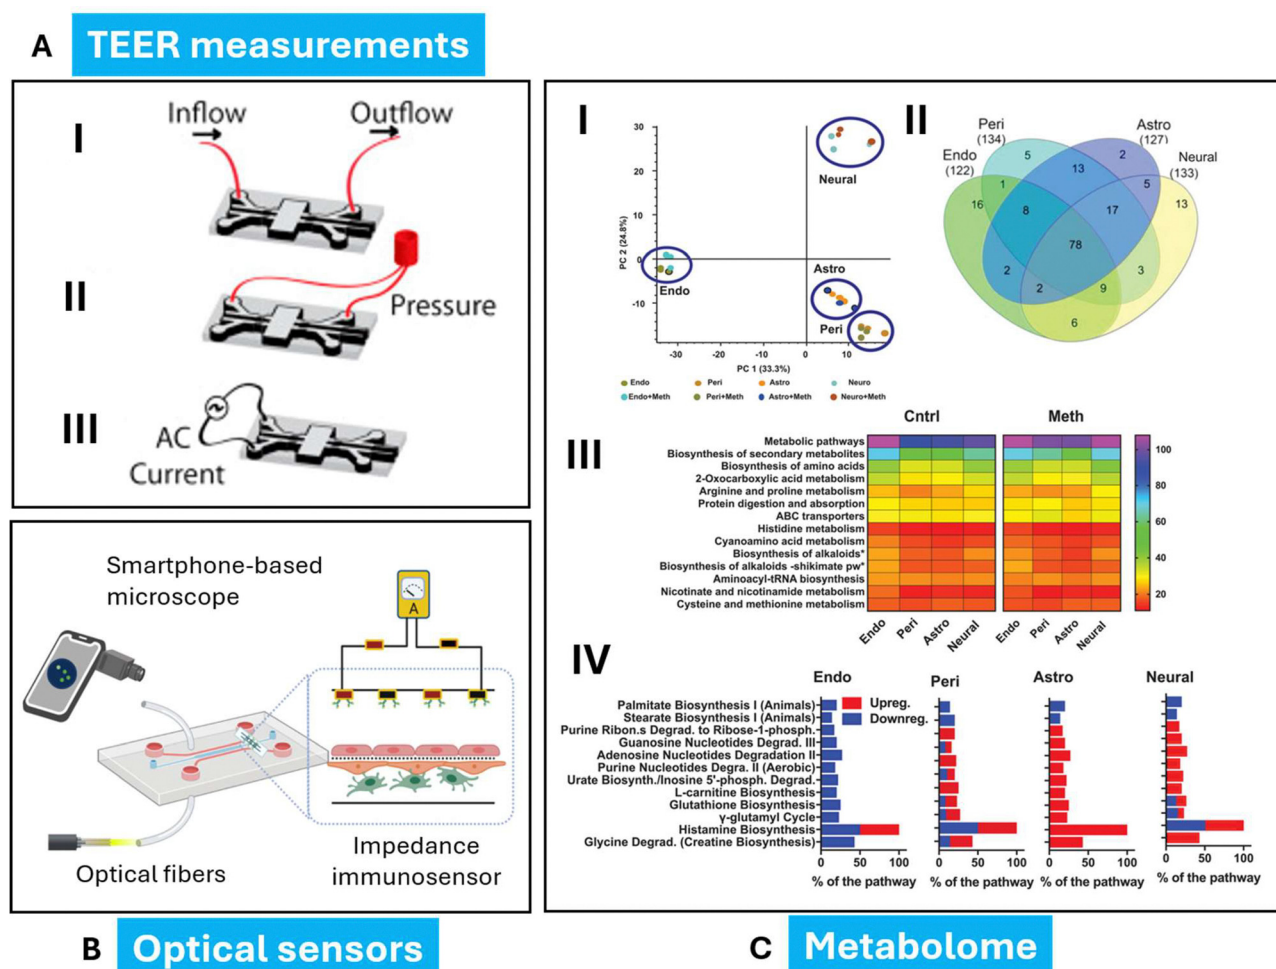 A TEER measurements
I
Inflow
Outflow
II
Pressure
III
AC
Current
Smartphone-based
microscope
A
Optical fibers
Impedance
immunosensor
B Optical sensors
I
30
20
10
0
-10
PC 2 (24.8%)
Neural
Endo
Astro
Peri
-30 -20 -10 0 10
PC 1 (33.3%)
Endo Peri Astro Neuro
Endo+Meth Peri+Meth Astro+Meth Neuro+Meth
II
Peri
(134)
Astro
(127)
Endo
(122)
Neural
(133)
5 2
13
1 5
16 13
8 17
78
2 3
2 9
6
III
Cntrl Meth
Metabolic pathways
Biosynthesis of secondary metabolites
Biosynthesis of amino acids
2-Oxocarboxylic acid metabolism
Arginine and proline metabolism
Protein digestion and absorption
ABC transporters
Histidine metabolism
Cyanoamino acid metabolism
Biosynthesis of alkaloids*
Biosynthesis of alkaloids -shikimate pw*
Aminoacyl-tRNA biosynthesis
Nicotinate and nicotinamide metabolism
Cysteine and methionine metabolism
Endo Peri Astro Neural Endo Peri Astro Neural
100
80
60
40
20
IV
Endo Peri Astro Neural
Upreg.
Downreg.
Palmitate Biosynthesis I (Animals)
Stearate Biosynthesis I (Animals)
Purine Ribon.s Degrad. to Ribose-1-phosph.
Guanosine Nucleotides Degrad. III
Adenosine Nucleotides Degradation II
Purine Nucleotides Degra. II (Aerobic)
Urate Biosynth./Inosine 5'-phosph. Degrad.
L-carnitine Biosynthesis
Glutathione Biosynthesis
γ-glutamyl Cycle
Histamine Biosynthesis
Glycine Degrad. (Creatine Biosynthesis)
0 50 100 0 50 100 0 50 100 0 50 100
% of the pathway % of the pathway % of the pathway % of the pathway
C Metabolome